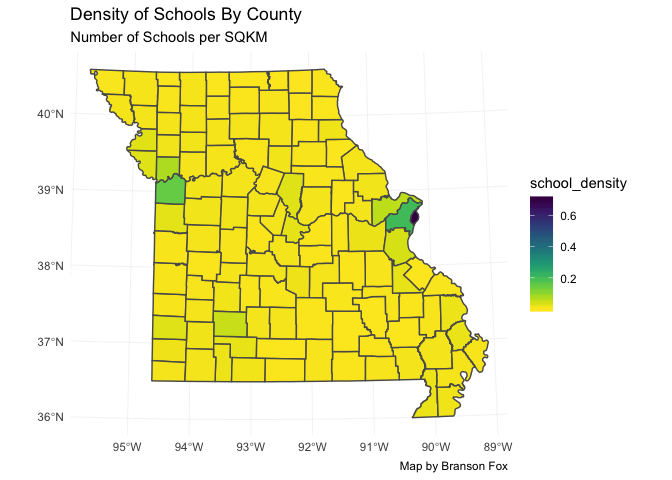 Density of Schools By County
Number of Schools per SQKM
40°N
39°N
38°N
37°N
36°N
95°W
94°W
93°W
92°W
91°W
90°W
89°W
school_density
0.6
0.4
0.2
Map by Branson Fox